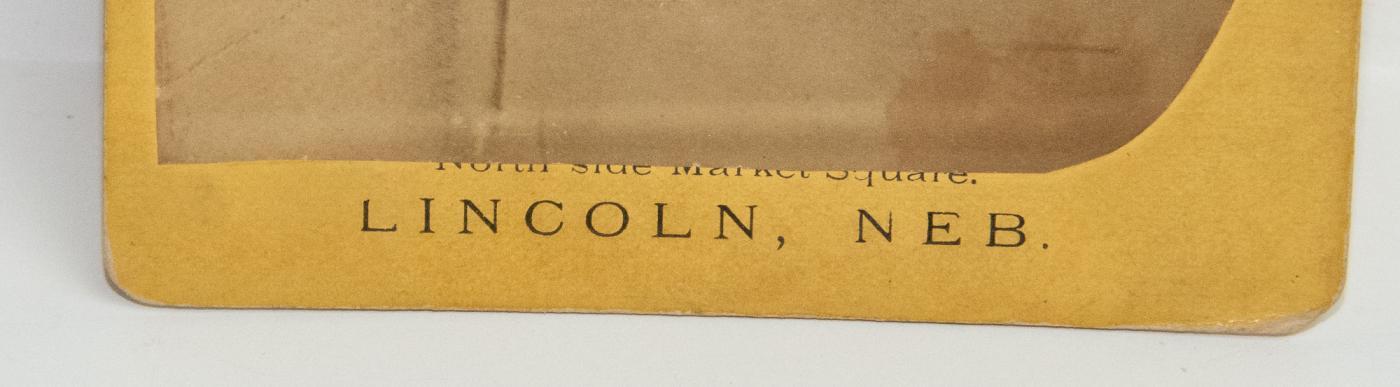 North side Market Square.
LINCOLN, NEB.